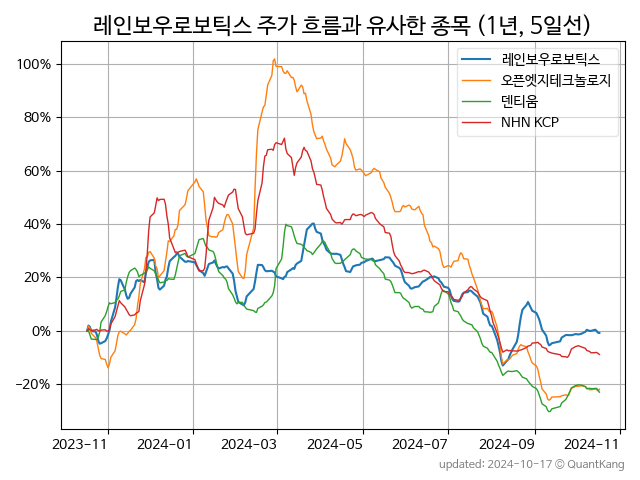 레인보우로보틱스 주가 흐름과 유사한 종목 (1년, 5일선)
레인보우로보틱스
오픈엣지테크놀로지
덴티움
NHN KCP
100%
80%
60%
40%
20%
0%
−20%
2023-11
2024-01
2024-03
2024-05
2024-07
2024-09
2024-11
updated: 2024-10-17 © QuantKang